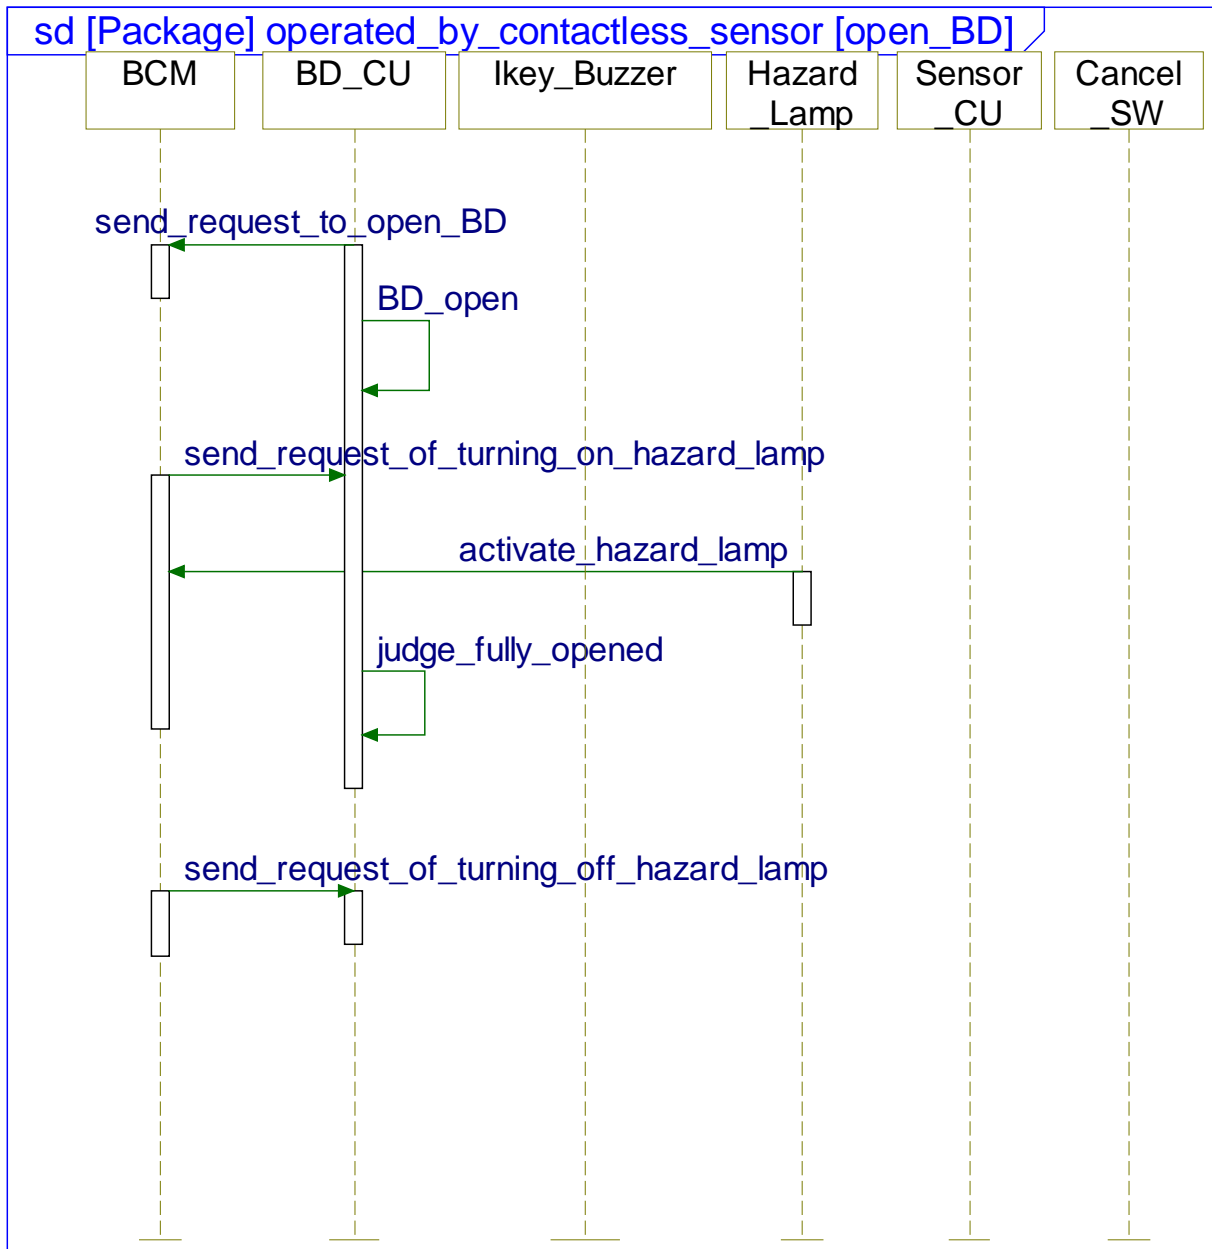 sd [Package] operated_by_contactless_sensor [open_BD]
BCM
BD_CU
Ikey_Buzzer
Hazard
_Lamp
Sensor
_CU
Cancel
_SW
send_request_to_open_BD
BD_open
send_request_of_turning_on_hazard_lamp
activate_hazard_lamp
judge_fully_opened
send_request_of_turning_off_hazard_lamp